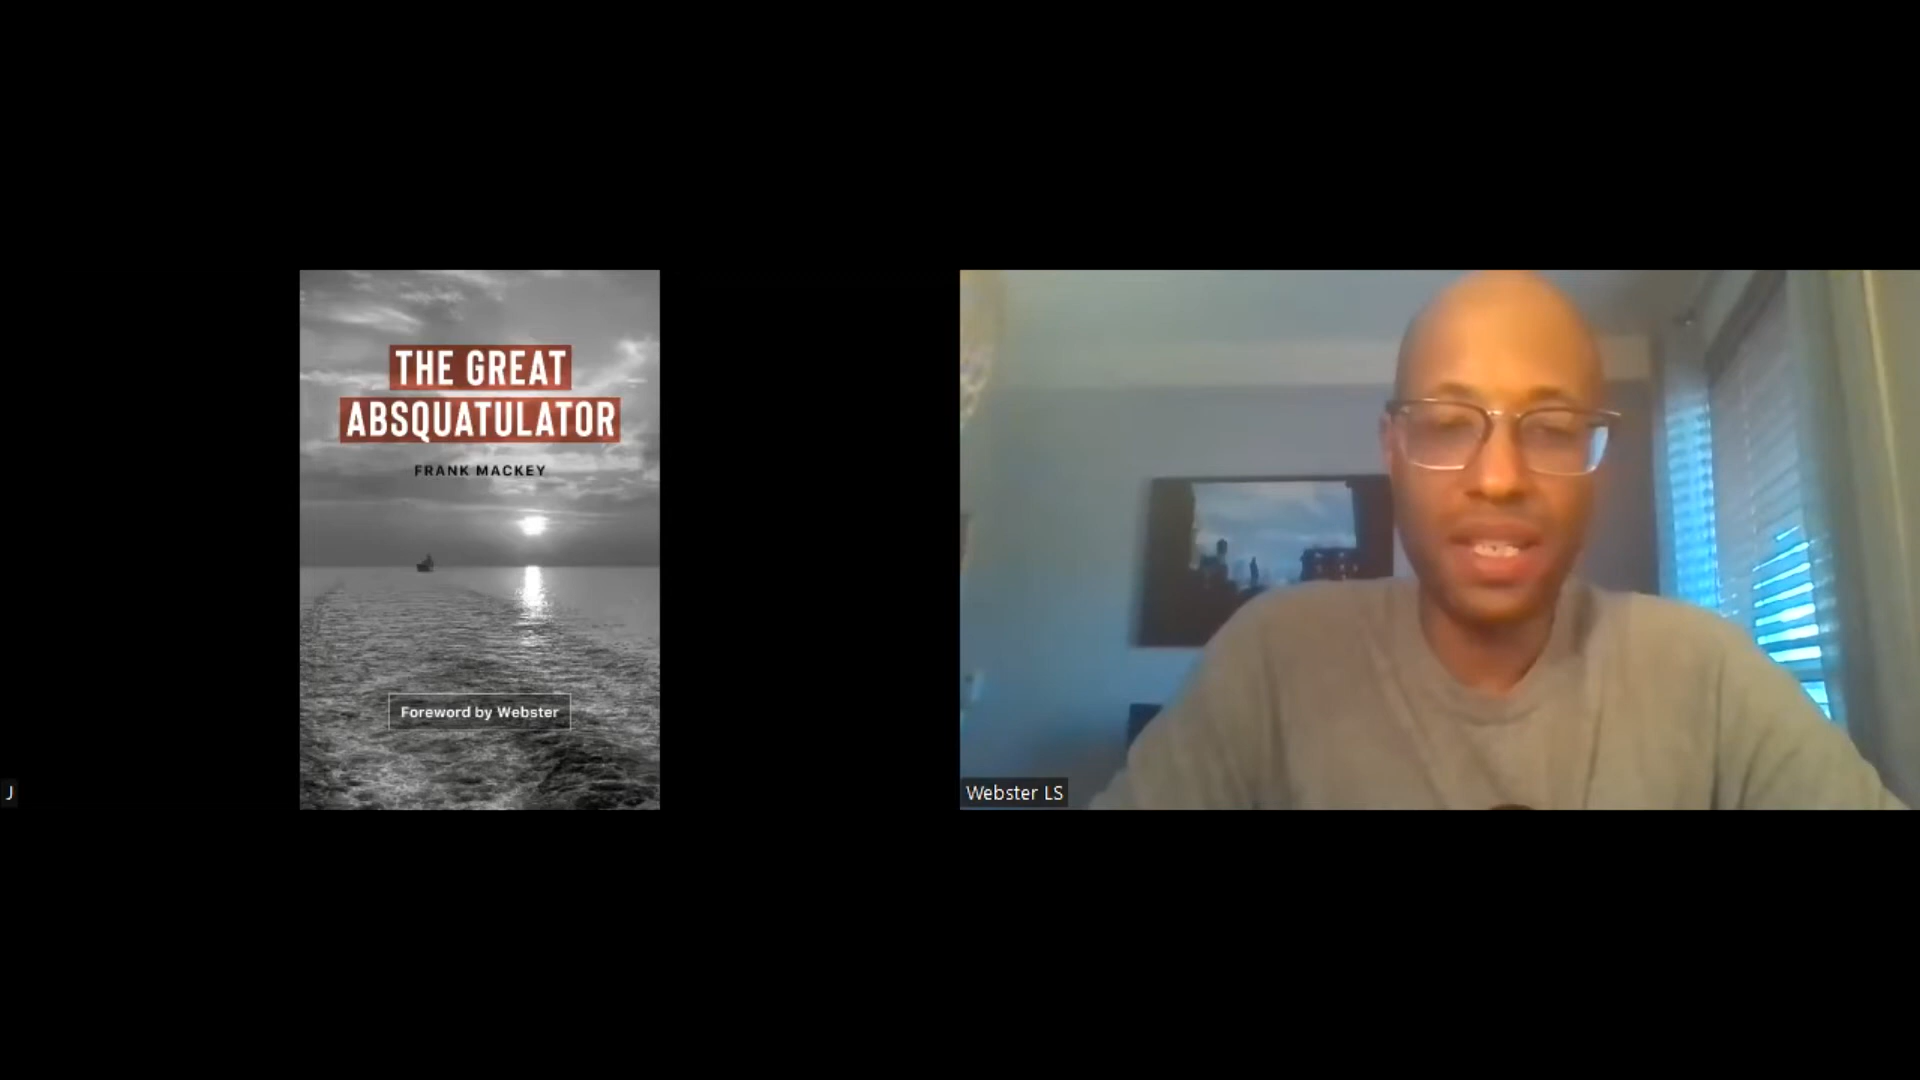 THE GREAT
ABSQUATULATOR
FRANK MACKEY
Foreword by Webster
J
Webster LS